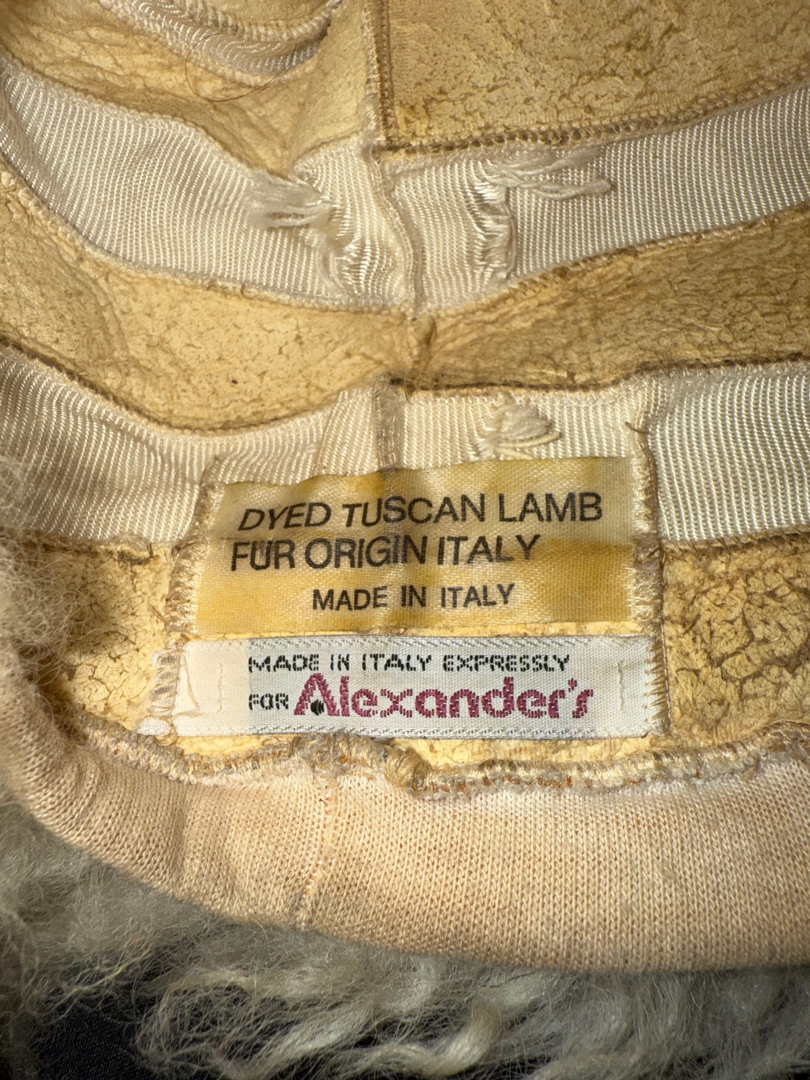 DYED TUSCAN LAMB
FUR ORIGIN ITALY
MADE IN ITALY
MADE IN ITALY EXPRESSLY
FOR Alexander's